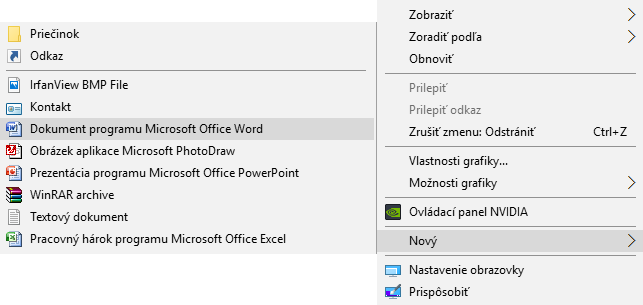 Zobraziť
Zoradiť podľa
Obnoviť
Prilepiť
Prilepiť odkaz
Zrušiť zmenu: Odstrániť Ctrl+Z
Vlastnosti grafiky...
Možnosti grafiky
Ovládací panel NVIDIA
Nový
Nastavenie obrazovky
Prispôsobiť
Priečinok
Odkaz
IrfanView BMP File
Kontakt
Dokument programu Microsoft Office Word
Obrázek aplikace Microsoft PhotoDraw
Prezentácia programu Microsoft Office PowerPoint
WinRAR archive
Textový dokument
Pracovný hárok programu Microsoft Office Excel